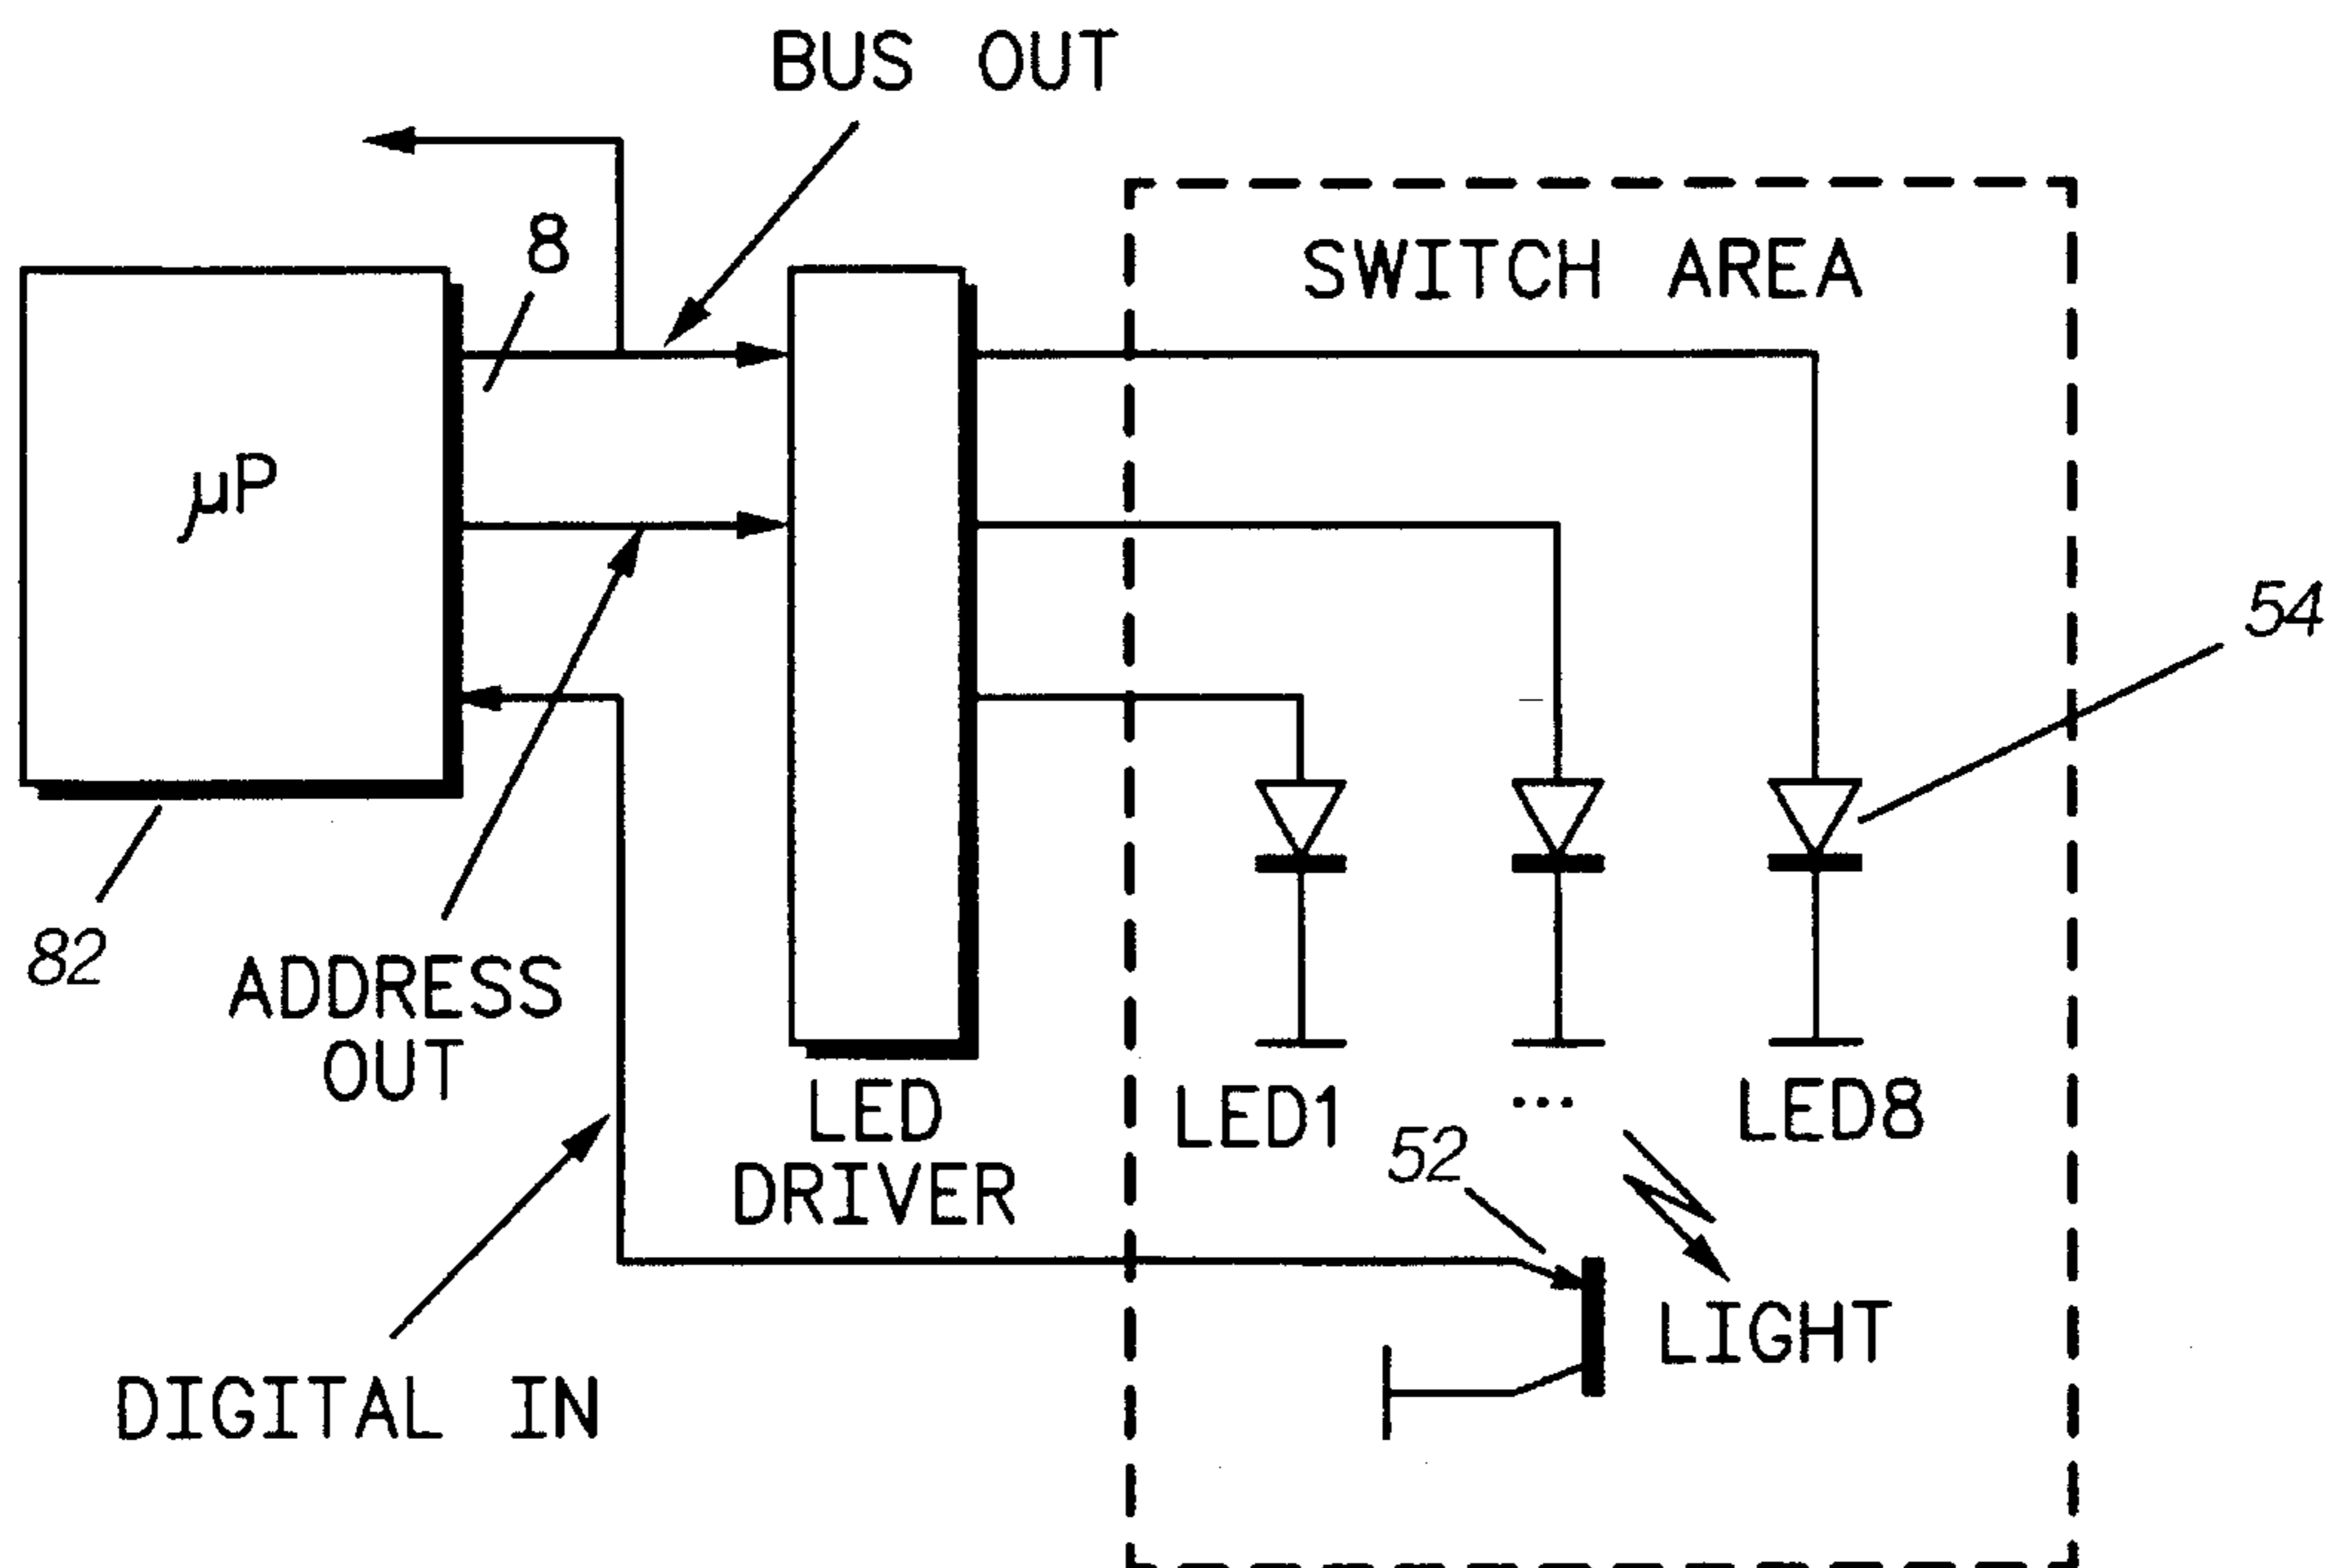 BUS OUT
8
SWITCH AREA
µP
54
82
ADDRESS
OUT
LED
DRIVER
LED1
...
LED8
52
LIGHT
DIGITAL IN